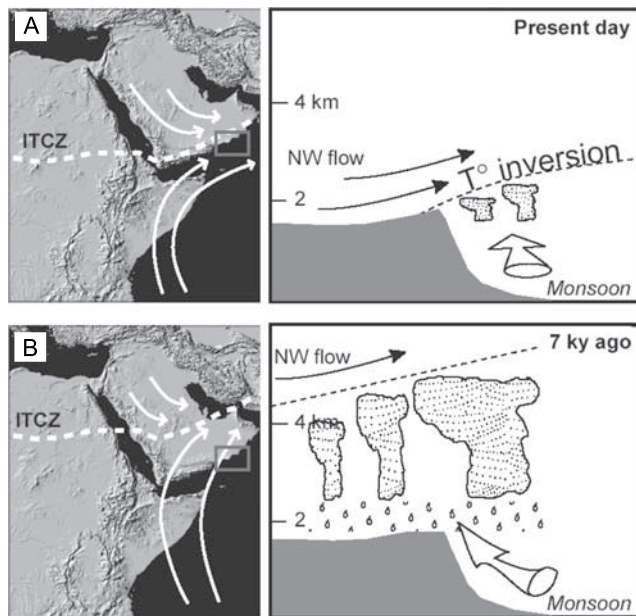 A
ITCZ
Present day
4 km
NW flow
T° inversion
2
Monsoon
B
ITCZ
7 ky ago
NW flow
4 km
2
Monsoon